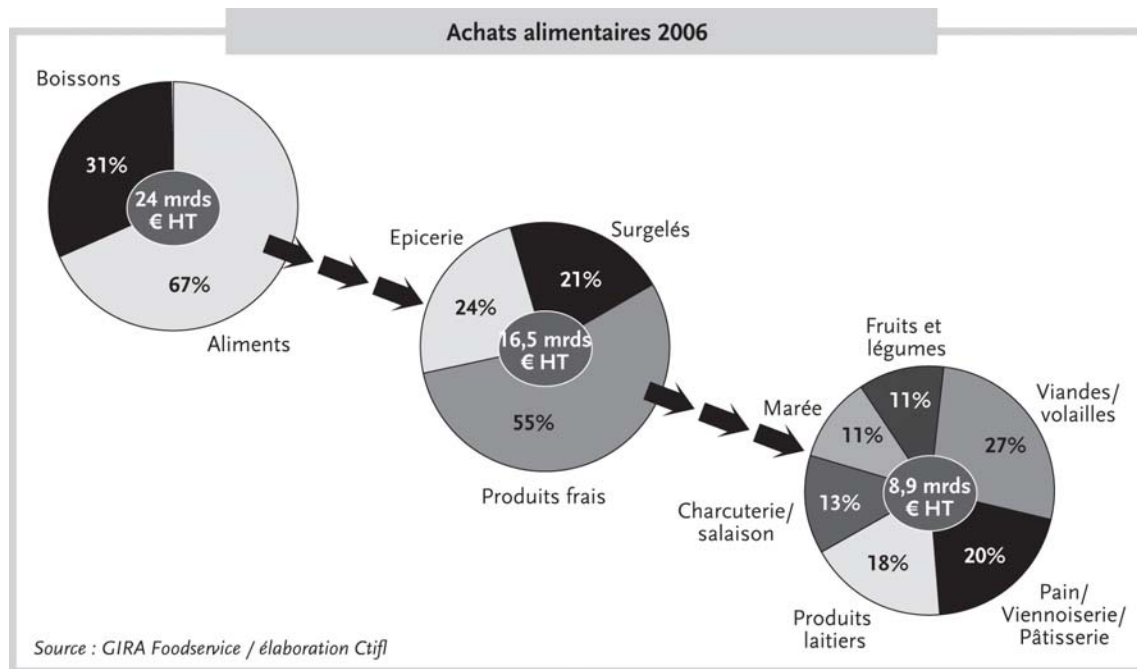 Achats alimentaires 2006
Boissons
31%
24 mrds
€ HT
67%
Aliments
Epicerie
Surgelés
21%
24%
16,5 mrds
€ HT
55%
Produits frais
Fruits et
légumes
Viandes/
volailles
Marée
11%
11%
27%
8,9 mrds
€ HT
Charcuterie/
salaison
13%
18%
20%
Produits
laitiers
Pain/
Viennoiserie/
Pâtisserie
Source : GIRA Foodservice / élaboration Ctifl